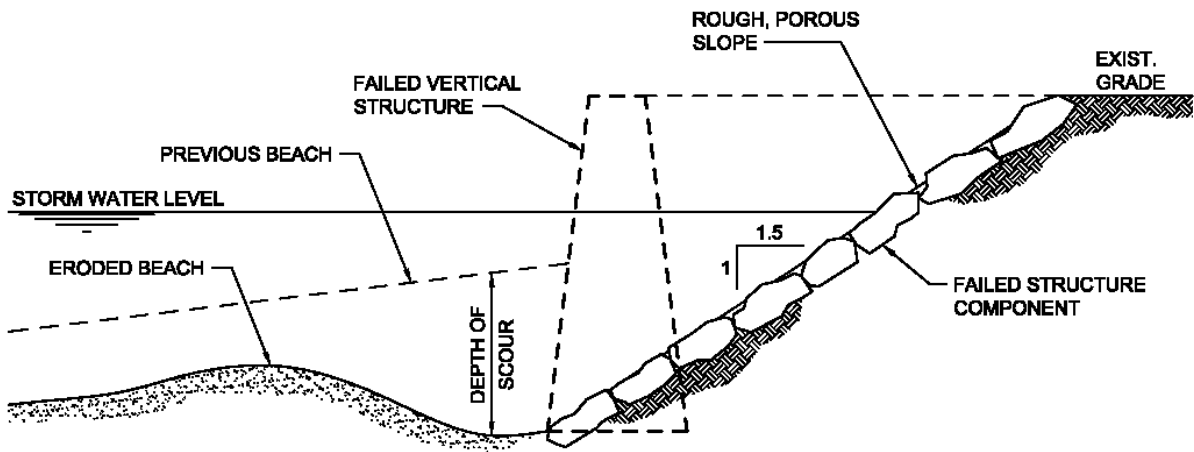 ROUGH, POROUS
SLOPE
EXIST.
GRADE
FAILED VERTICAL
STRUCTURE
PREVIOUS BEACH
STORM WATER LEVEL
1.5
1
ERODED BEACH
FAILED STRUCTURE
COMPONENT
DEPTH OF
SCOUR